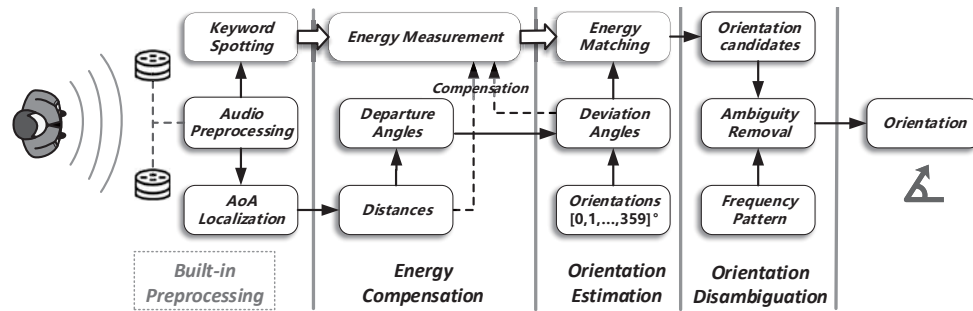 Keyword
Spotting
Energy Measurement
Energy
Matching
Orientation
candidates
Compensation
Audio
Preprocessing
Departure
Angles
Deviation
Angles
Ambiguity
Removal
Orientation
AoA
Localization
Distances
Orientations
[0,1,...,359]°
Frequency
Pattern
Built-in
Preprocessing
Energy
Compensation
Orientation
Estimation
Orientation
Disambiguation